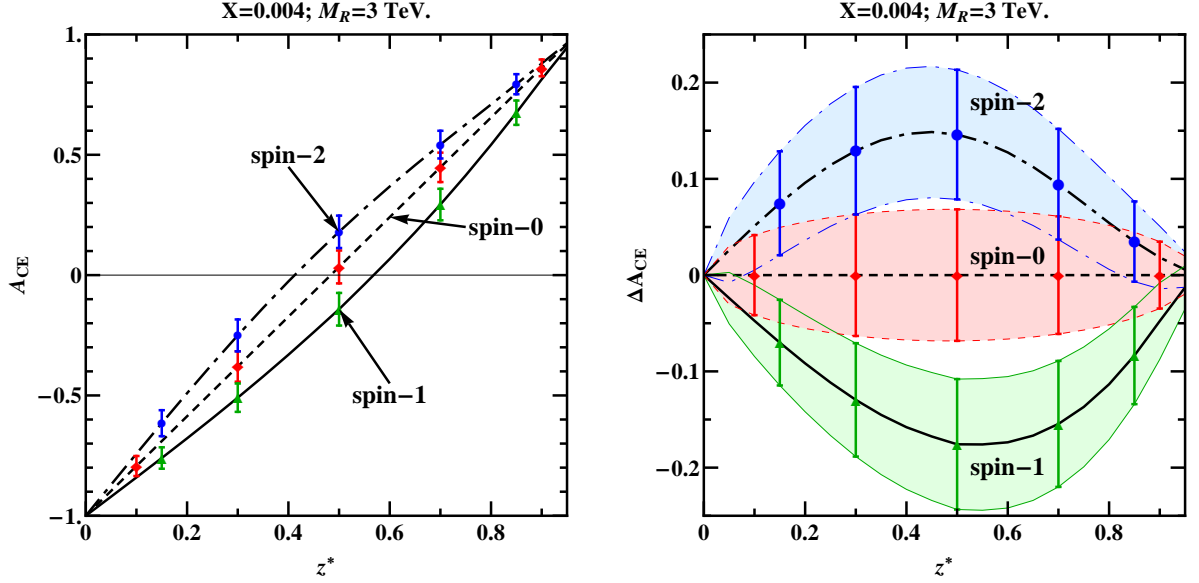 X=0.004; M_R=3 TeV.
1.
0.5
0
−0.5
−1.
A_CE
spin−2
spin−0
spin−1
0
0.2
0.4
0.6
0.8
z*
X=0.004; M_R=3 TeV.
0.2
0.1
0
−0.1
−0.2
ΔA_CE
spin−2
spin−0
spin−1
0
0.2
0.4
0.6
0.8
z*